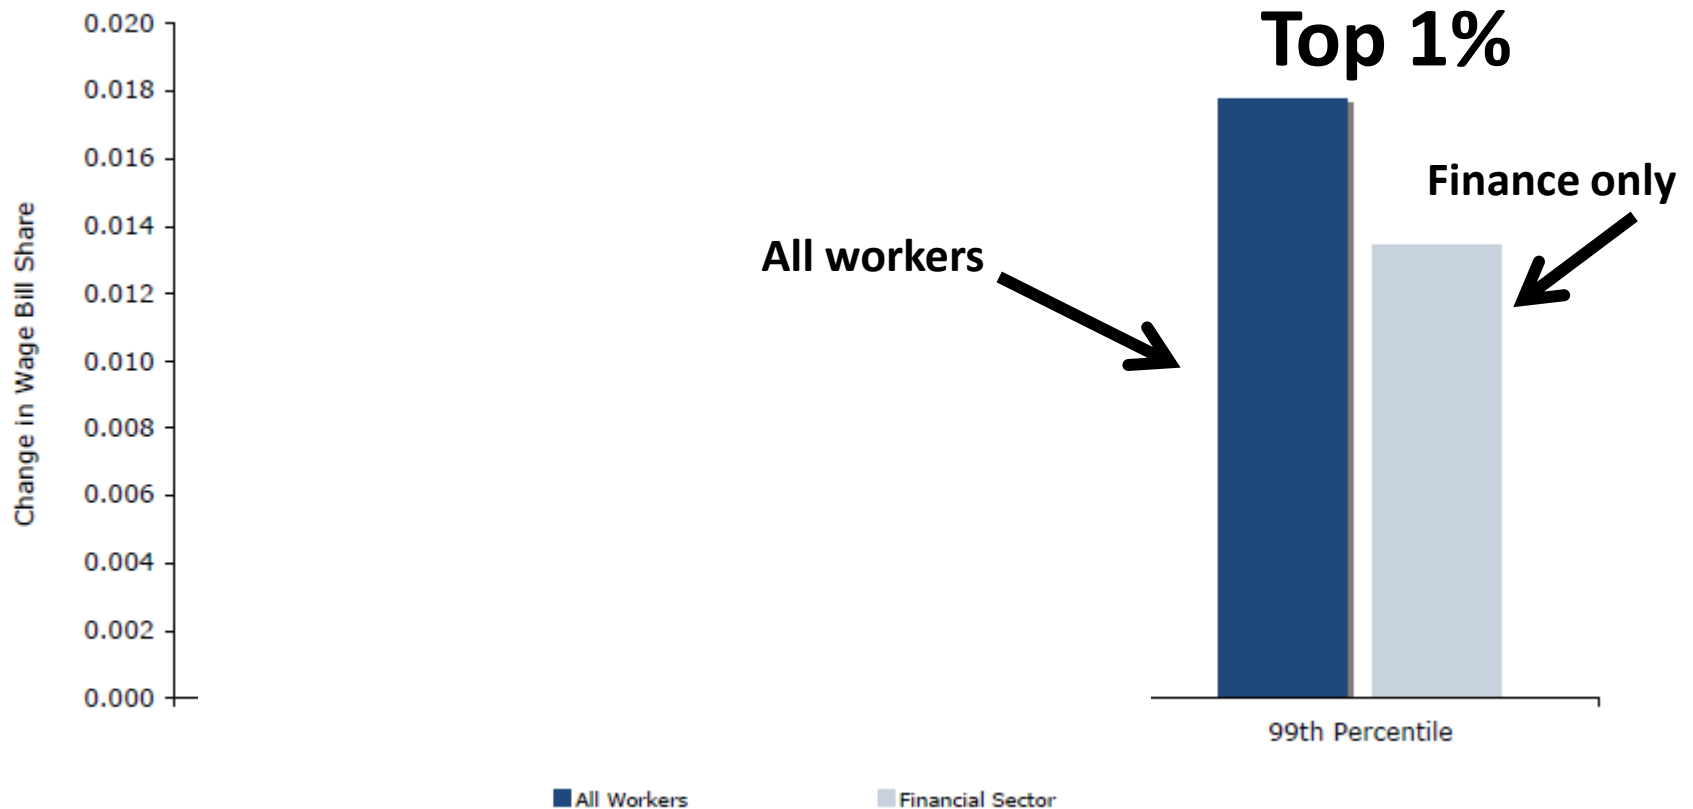 Top 1%
Finance only
All workers
Change in Wage Bill Share
0.020
0.018
0.016
0.014
0.012
0.010
0.008
0.006
0.004
0.002
0.000
99th Percentile
All Workers
Financial Sector